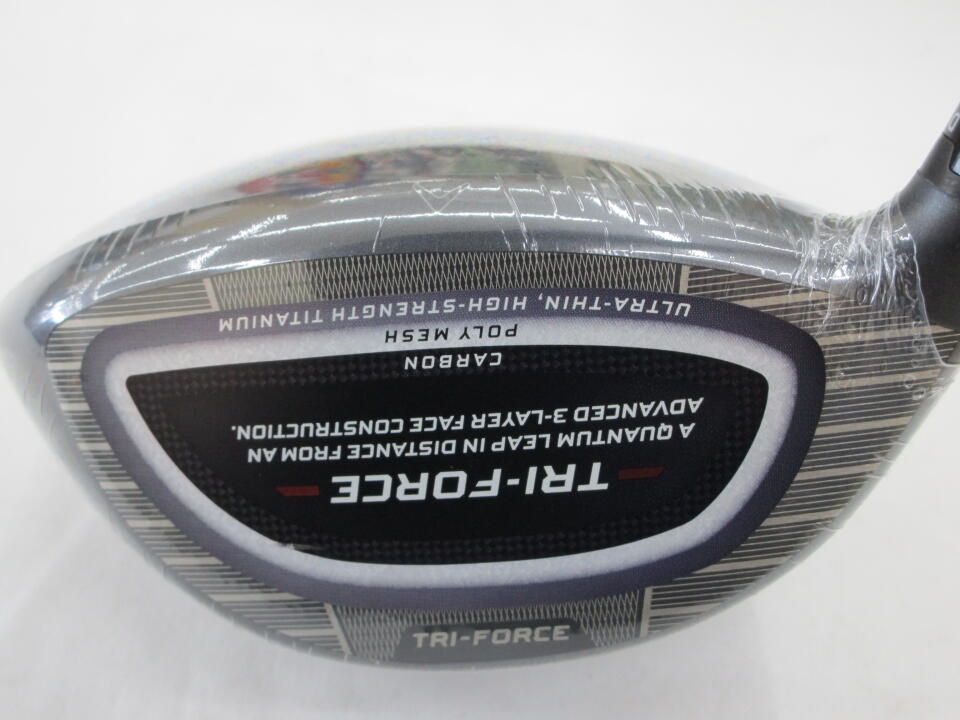 TRI-FORCE
A QUANTUM LEAP IN DISTANCE FROM AN
ADVANCED 3-LAYER FACE CONSTRUCTION.
CARBON
POLY MESH
ULTRA-THIN, HIGH-STRENGTH TITANIUM
TRI-FORCE